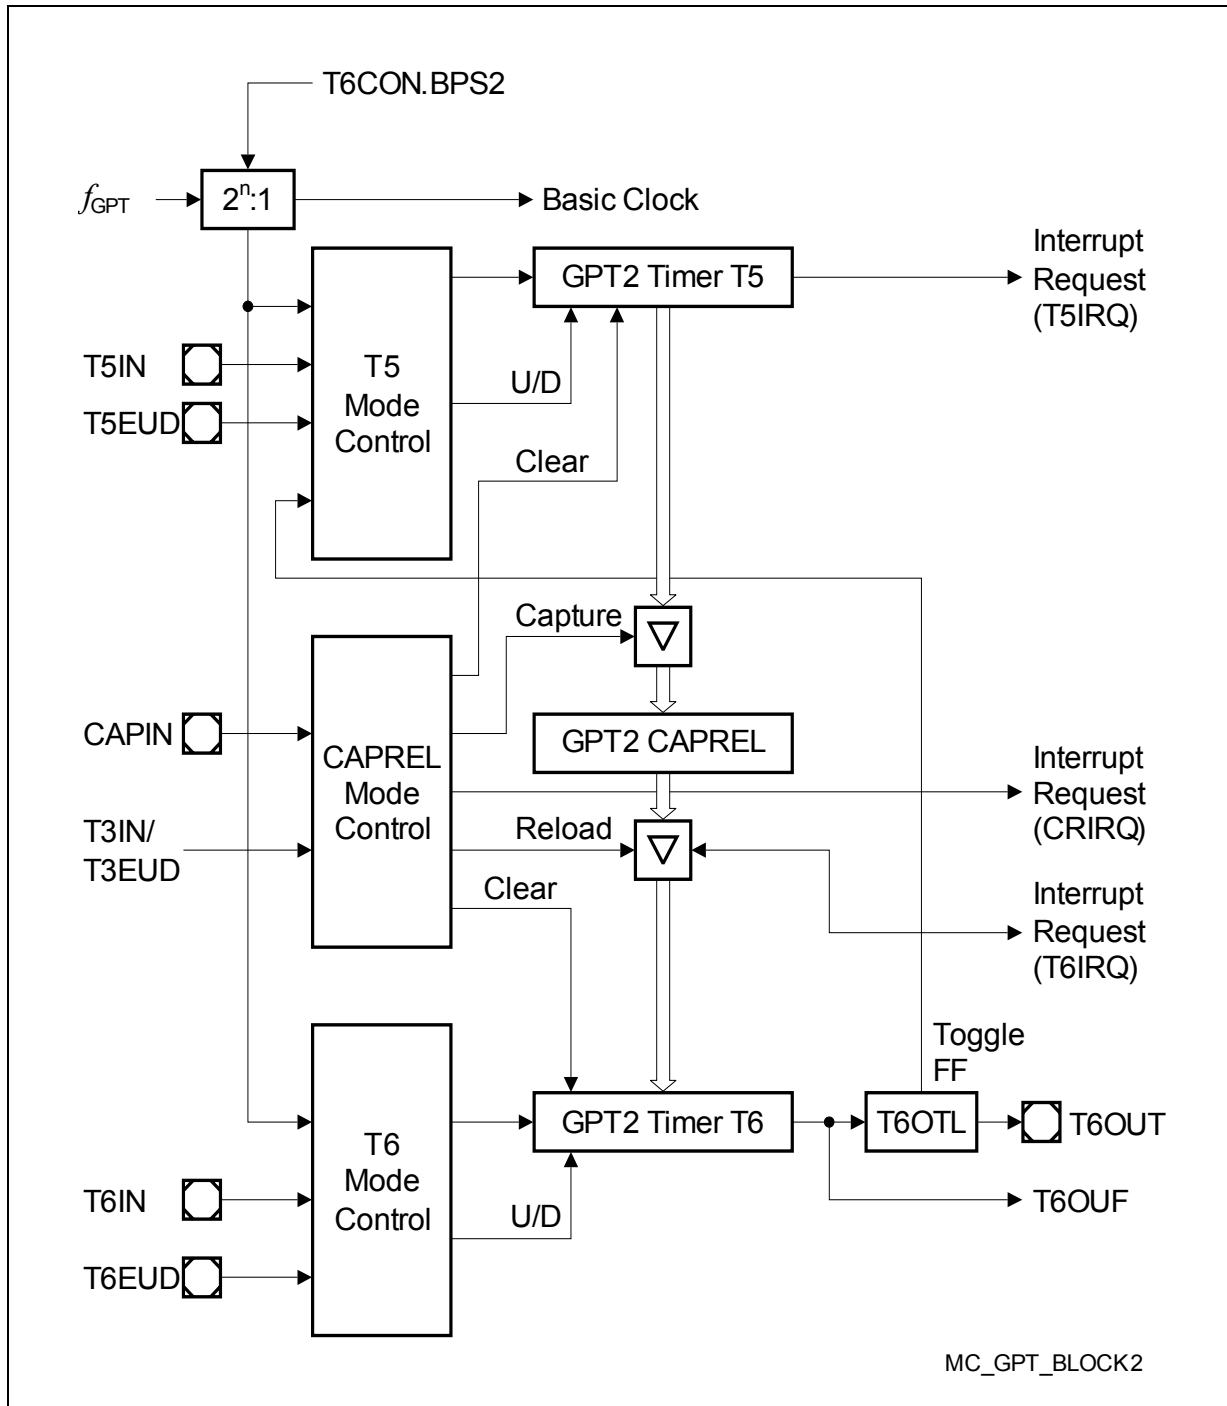 T6CON.BPS2
fGPT
2n:1
Basic Clock
Interrupt
Request
(T5IRQ)
GPT2 Timer T5
T5IN
T5
Mode
Control
U/D
T5EUD
Clear
Capture
CAPIN
GPT2 CAPREL
CAPREL
Mode
Control
Interrupt
Request
(CRIRQ)
T3IN/
T3EUD
Reload
Clear
Interrupt
Request
(T6IRQ)
Toggle
FF
GPT2 Timer T6
T6OTL
T6OUT
T6
Mode
Control
T6IN
U/D
T6OUF
T6EUD
MC_GPT_BLOCK2